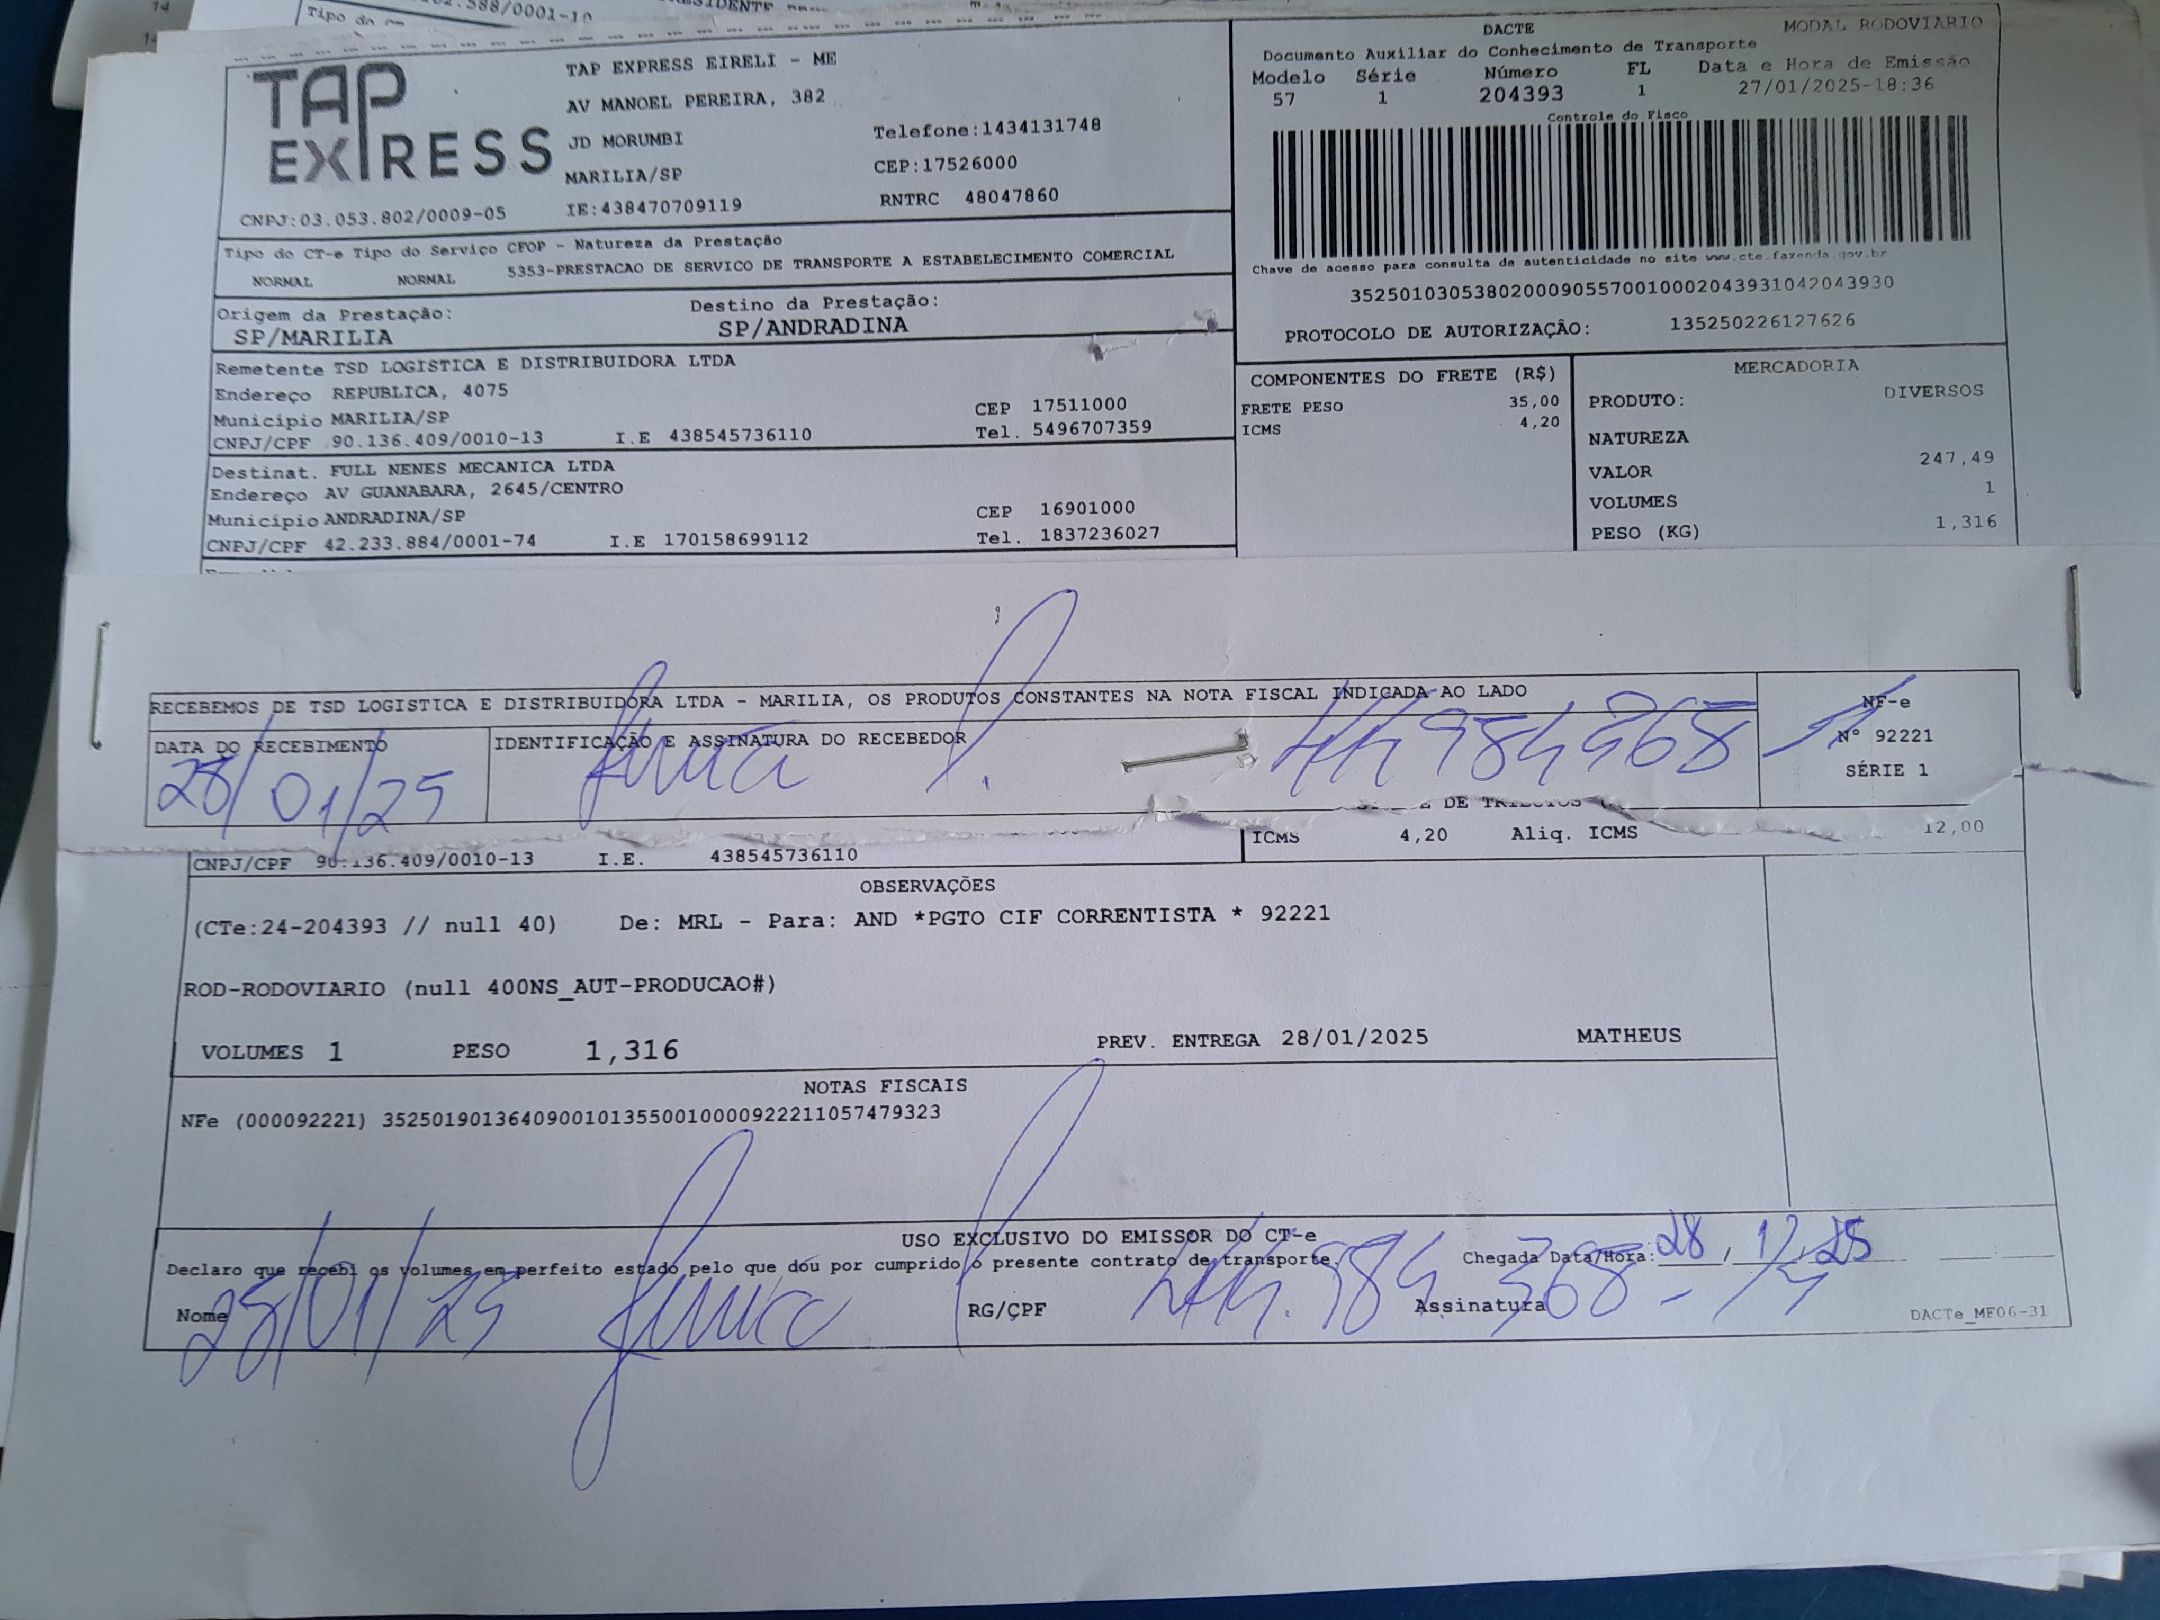 TAP EXPRESS
TAP EXPRESS EIRELI - ME
AV MANOEL PEREIRA, 382
JD MORUMBI Telefone:1434131748
MARILIA/SP CEP:17526000
CNPJ:03.053.802/0009-05 IE:438470709119 RNTRC 48047860
DACTE MODAL RODOVIARIO
Documento Auxiliar do Conhecimento de Transporte
Modelo Série Número FL Data e Hora de Emissão
57 1 204393 1 27/01/2025-18:36
Controle do Fisco
Chave de acesso para consulta de autenticidade no site www.cte.fazenda.gov.br
35250103053802000905570010002043931042043930
PROTOCOLO DE AUTORIZAÇÃO: 135250226127626
Tipo do CT-e Tipo do Serviço CFOP - Natureza da Prestação
NORMAL NORMAL 5353-PRESTACAO DE SERVICO DE TRANSPORTE A ESTABELECIMENTO COMERCIAL
Origem da Prestação: Destino da Prestação:
SP/MARILIA SP/ANDRADINA
Remetente TSD LOGISTICA E DISTRIBUIDORA LTDA
Endereço REPUBLICA, 4075
Município MARILIA/SP CEP 17511000
CNPJ/CPF 90.136.409/0010-13 I.E 438545736110 Tel. 5496707359
Destinat. FULL NENES MECANICA LTDA
Endereço AV GUANABARA, 2645/CENTRO
Município ANDRADINA/SP CEP 16901000
CNPJ/CPF 42.233.884/0001-74 I.E 170158699112 Tel. 1837236027
COMPONENTES DO FRETE (R$)
FRETE PESO 35,00
ICMS 4,20
MERCADORIA
PRODUTO: DIVERSOS
NATUREZA
VALOR 247,49
VOLUMES 1
PESO (KG) 1,316
RECEBEMOS DE TSD LOGISTICA E DISTRIBUIDORA LTDA - MARILIA, OS PRODUTOS CONSTANTES NA NOTA FISCAL INDICADA AO LADO
DATA DO RECEBIMENTO IDENTIFICAÇÃO E ASSINATURA DO RECEBEDOR
28/01/25
NF-e
Nº 92221
SÉRIE 1
ICMS 4,20 Aliq. ICMS 12,00
CNPJ/CPF 90.136.409/0010-13 I.E. 438545736110
OBSERVAÇÕES
(CTe:24-204393 // null 40) De: MRL - Para: AND *PGTO CIF CORRENTISTA * 92221
ROD-RODOVIARIO (null 400NS_AUT-PRODUCAO#)
VOLUMES 1 PESO 1,316 PREV. ENTREGA 28/01/2025 MATHEUS
NOTAS FISCAIS
NFe (000092221) 35250190136409001013550010000922211057479323
USO EXCLUSIVO DO EMISSOR DO CT-e
Declaro que recebi os volumes em perfeito estado pelo que dou por cumprido o presente contrato de transporte. Chegada Data/Hora: 28, 1, 25
Nome 28/01/25 RG/CPF Assinatura DACTe_MF06-31